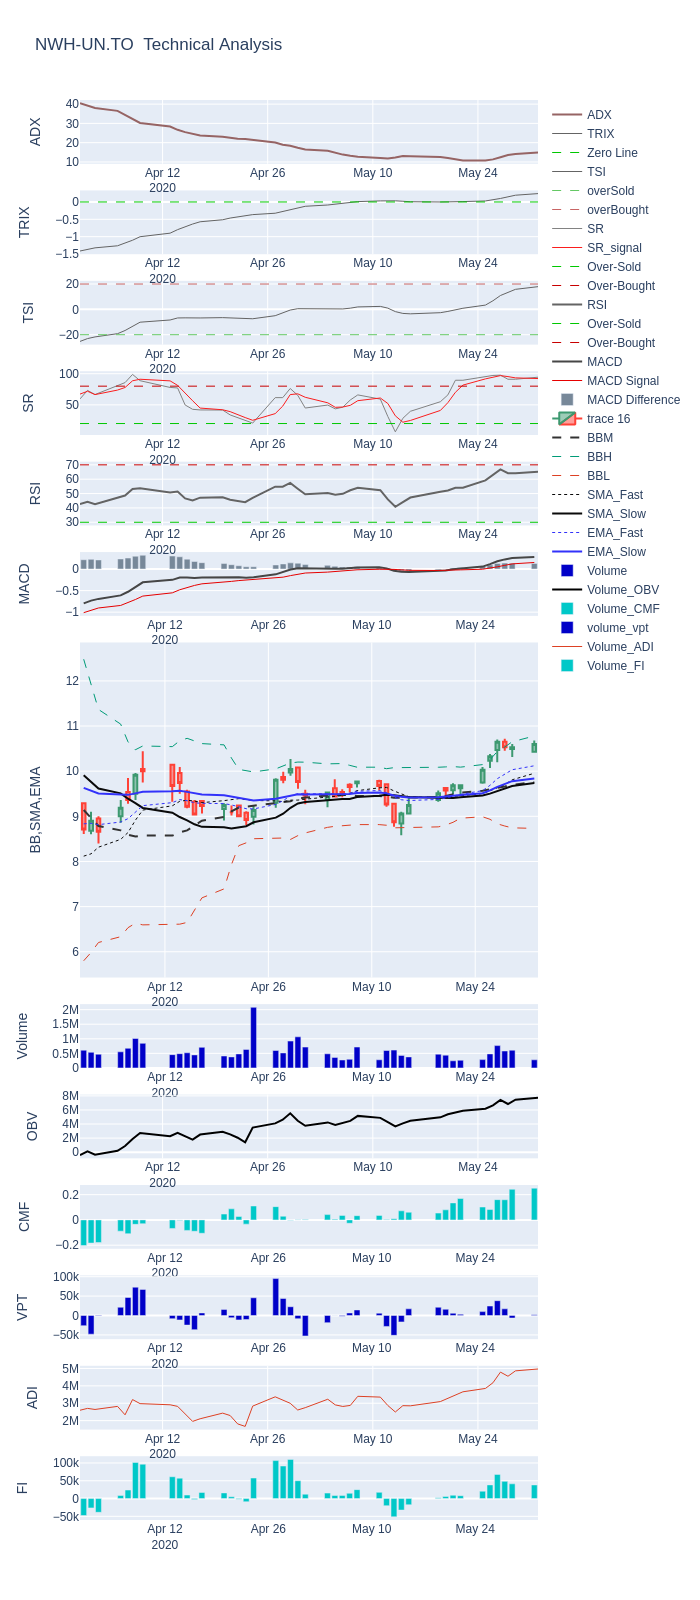 NWH-UN.TO  Technical Analysis
ADX
40
30
20
10
Apr 12
2020
Apr 26
May 10
May 24
TRIX
0
−0.5
−1
−1.5
Apr 12
2020
Apr 26
May 10
May 24
TSI
20
0
−20
Apr 12
2020
Apr 26
May 10
May 24
SR
100
50
Apr 12
2020
Apr 26
May 10
May 24
RSI
70
60
50
40
30
Apr 12
2020
Apr 26
May 10
May 24
MACD
0
−0.5
−1
Apr 12
2020
Apr 26
May 10
May 24
BB,SMA,EMA
12
11
10
9
8
7
6
Apr 12
2020
Apr 26
May 10
May 24
Volume
2M
1.5M
1M
0.5M
0
Apr 12
2020
Apr 26
May 10
May 24
OBV
8M
6M
4M
2M
0
Apr 12
2020
Apr 26
May 10
May 24
CMF
0.2
0
−0.2
Apr 12
2020
Apr 26
May 10
May 24
VPT
100k
50k
0
−50k
Apr 12
2020
Apr 26
May 10
May 24
ADI
5M
4M
3M
2M
Apr 12
2020
Apr 26
May 10
May 24
FI
100k
50k
0
−50k
Apr 12
2020
Apr 26
May 10
May 24
ADX
TRIX
Zero Line
TSI
overSold
overBought
SR
SR_signal
Over-Sold
Over-Bought
RSI
Over-Sold
Over-Bought
MACD
MACD Signal
MACD Difference
trace 16
BBM
BBH
BBL
SMA_Fast
SMA_Slow
EMA_Fast
EMA_Slow
Volume
Volume_OBV
Volume_CMF
volume_vpt
Volume_ADI
Volume_FI